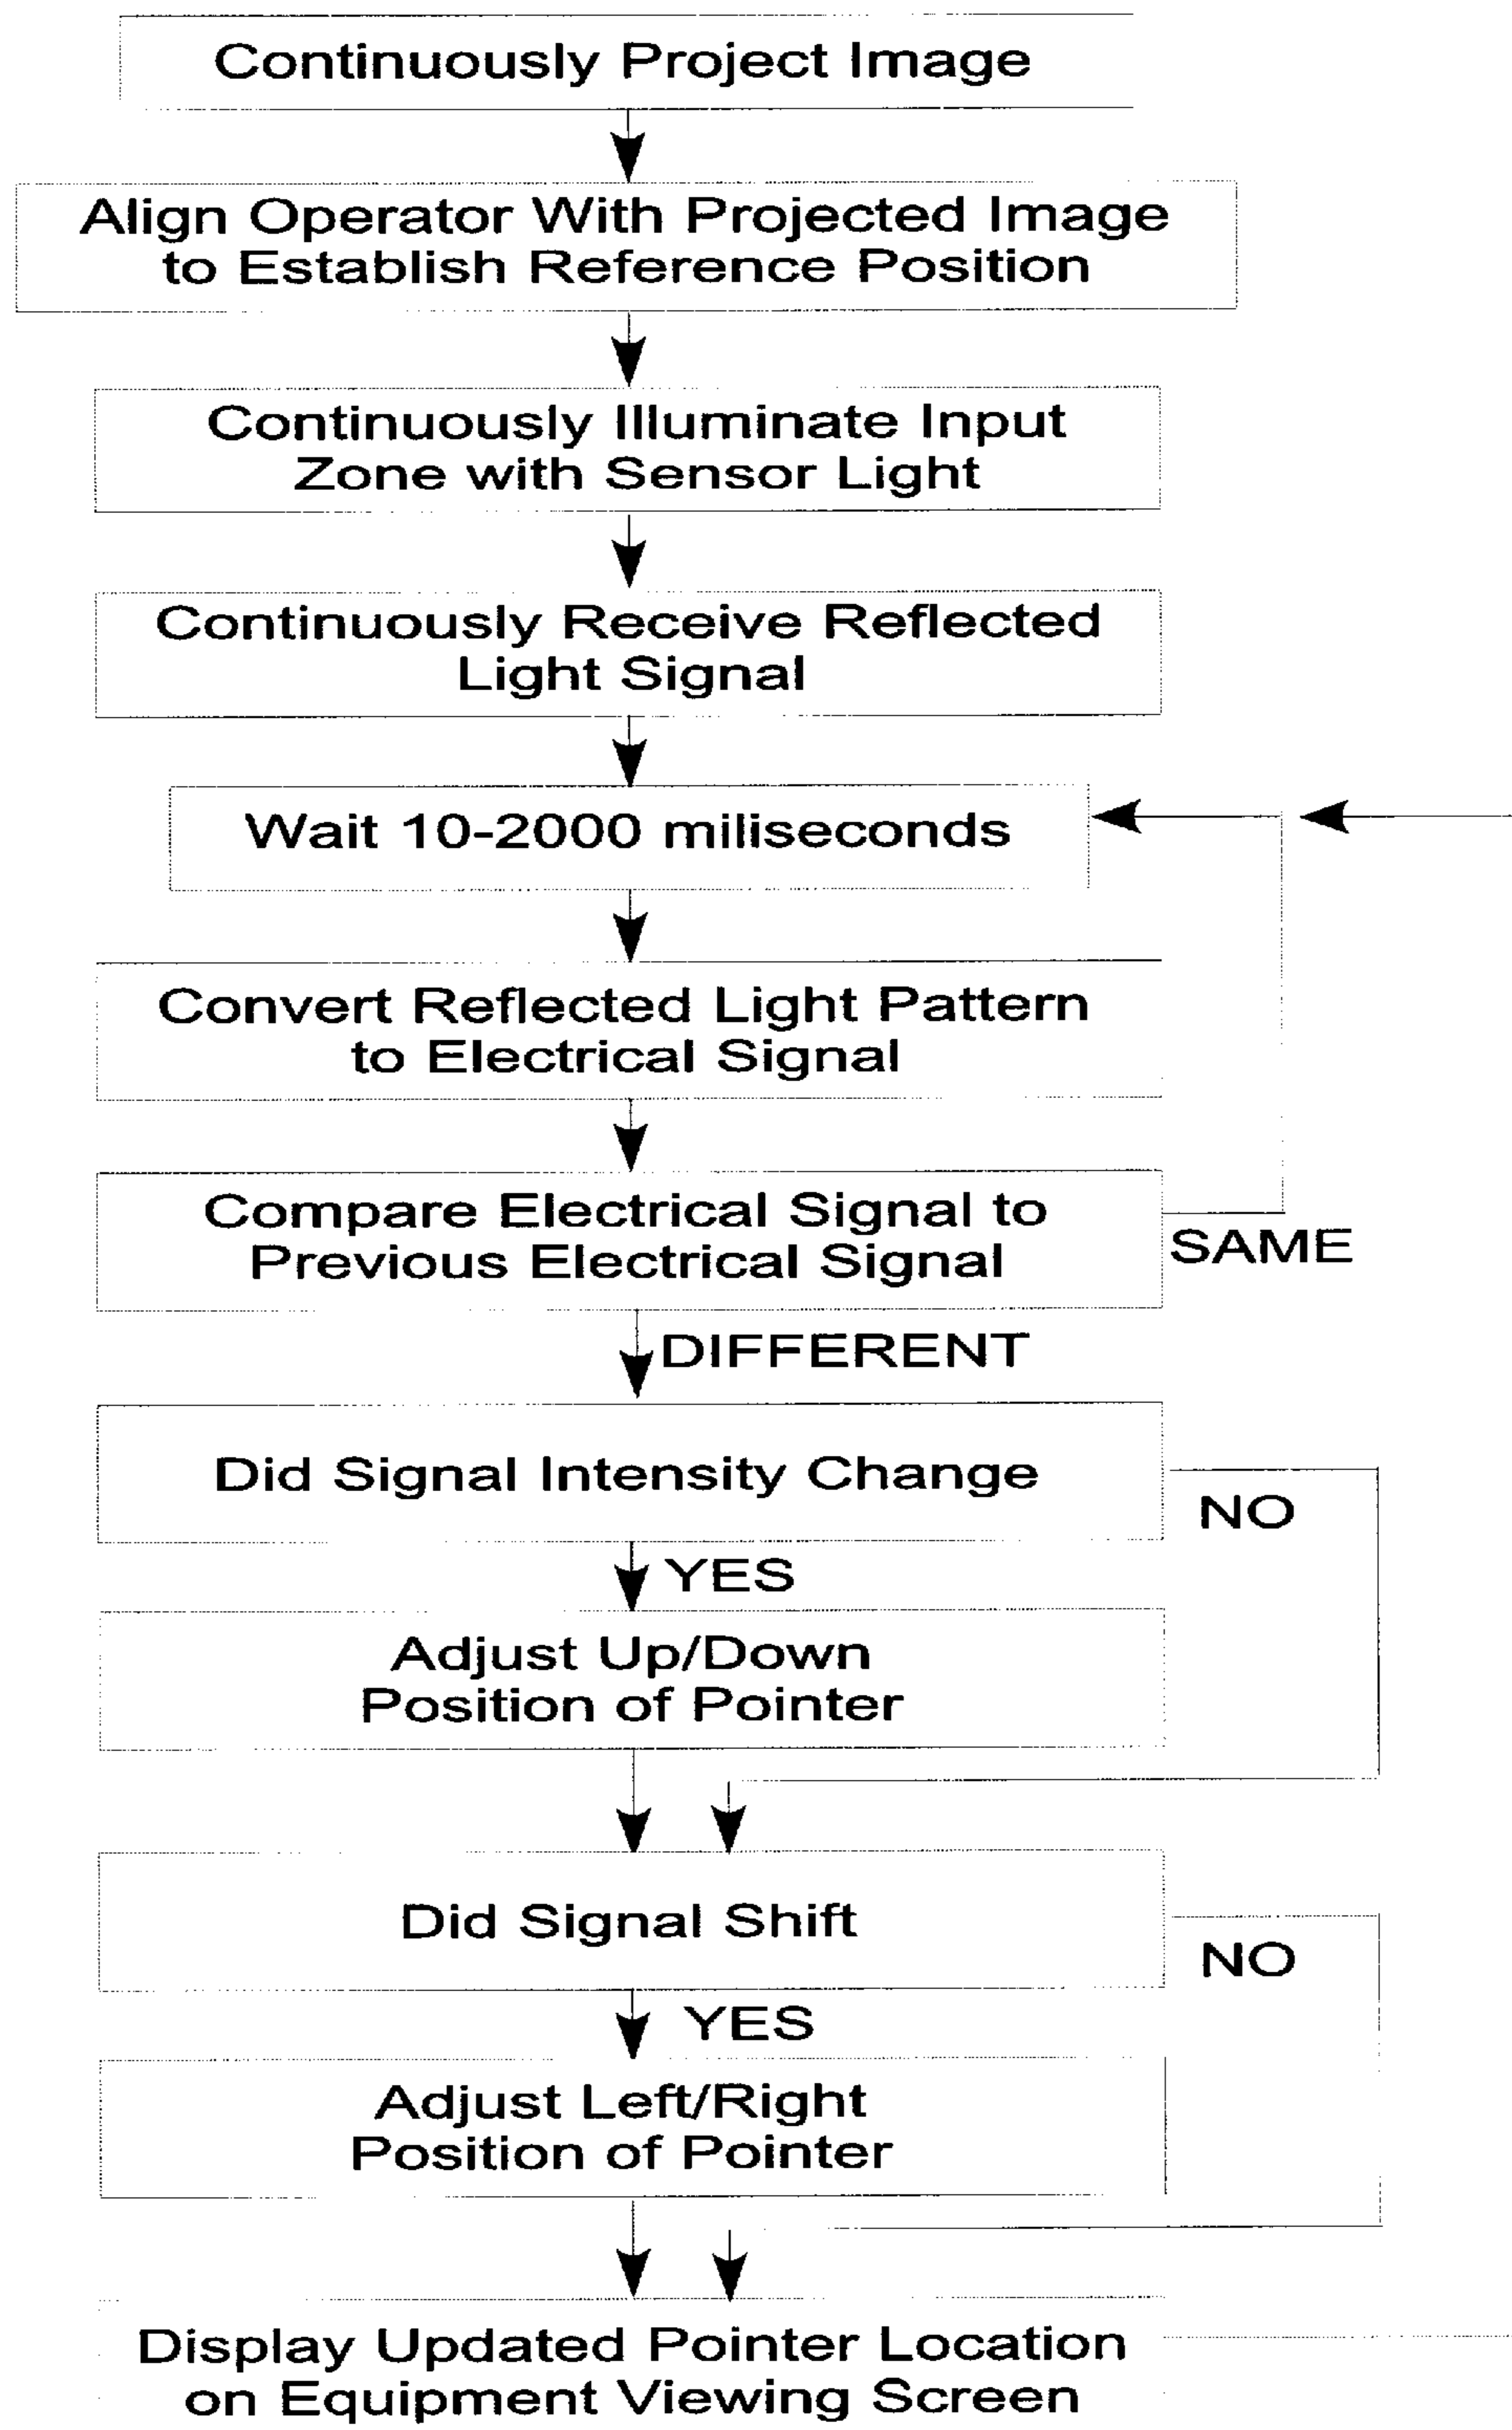 Continuously Project Image
Align Operator With Projected Image
to Establish Reference Position
Continuously Illuminate Input
Zone with Sensor Light
Continuously Receive Reflected
Light Signal
Wait 10-2000 miliseconds
Convert Reflected Light Pattern
to Electrical Signal
Compare Electrical Signal to
Previous Electrical Signal
SAME
DIFFERENT
Did Signal Intensity Change
NO
YES
Adjust Up/Down
Position of Pointer
Did Signal Shift
NO
YES
Adjust Left/Right
Position of Pointer
Display Updated Pointer Location
on Equipment Viewing Screen